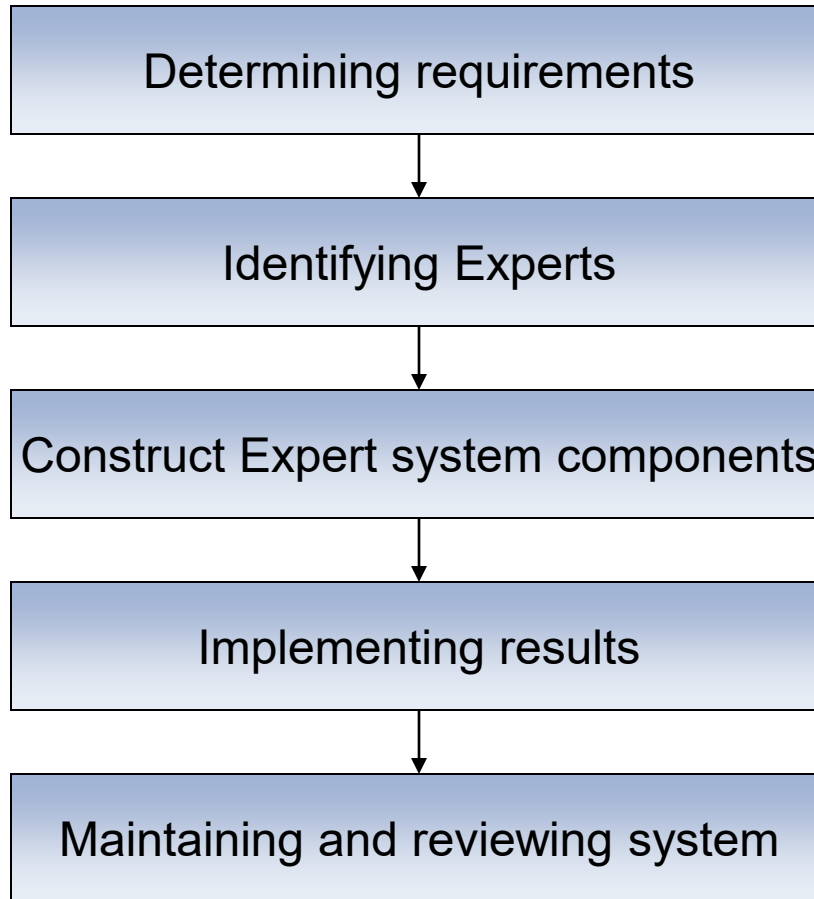 Determining requirements
Identifying Experts
Construct Expert system components
Implementing results
Maintaining and reviewing system